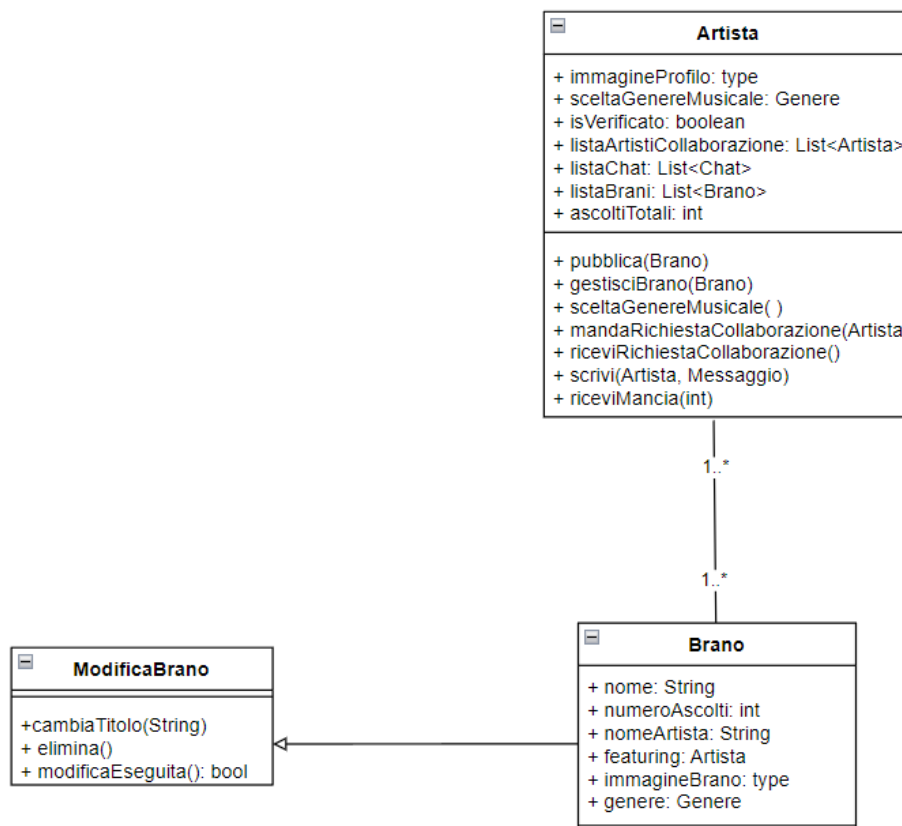 Artista
+ immagineProfilo: type
+ sceltaGenereMusicale: Genere
+ isVerificato: boolean
+ listaArtistiCollaborazione: List<Artista>
+ listaChat: List<Chat>
+ listaBrani: List<Brano>
+ ascoltiTotali: int
+ pubblica(Brano)
+ gestisciBrano(Brano)
+ sceltaGenereMusicale( )
+ mandaRichiestaCollaborazione(Artista
+ riceviRichiestaCollaborazione()
+ scrivi(Artista, Messaggio)
+ riceviMancia(int)
1..*
1..*
ModificaBrano
+cambiaTitolo(String)
+ elimina()
+ modificaEseguita(): bool
Brano
+ nome: String
+ numeroAscolti: int
+ nomeArtista: String
+ featuring: Artista
+ immagineBrano: type
+ genere: Genere